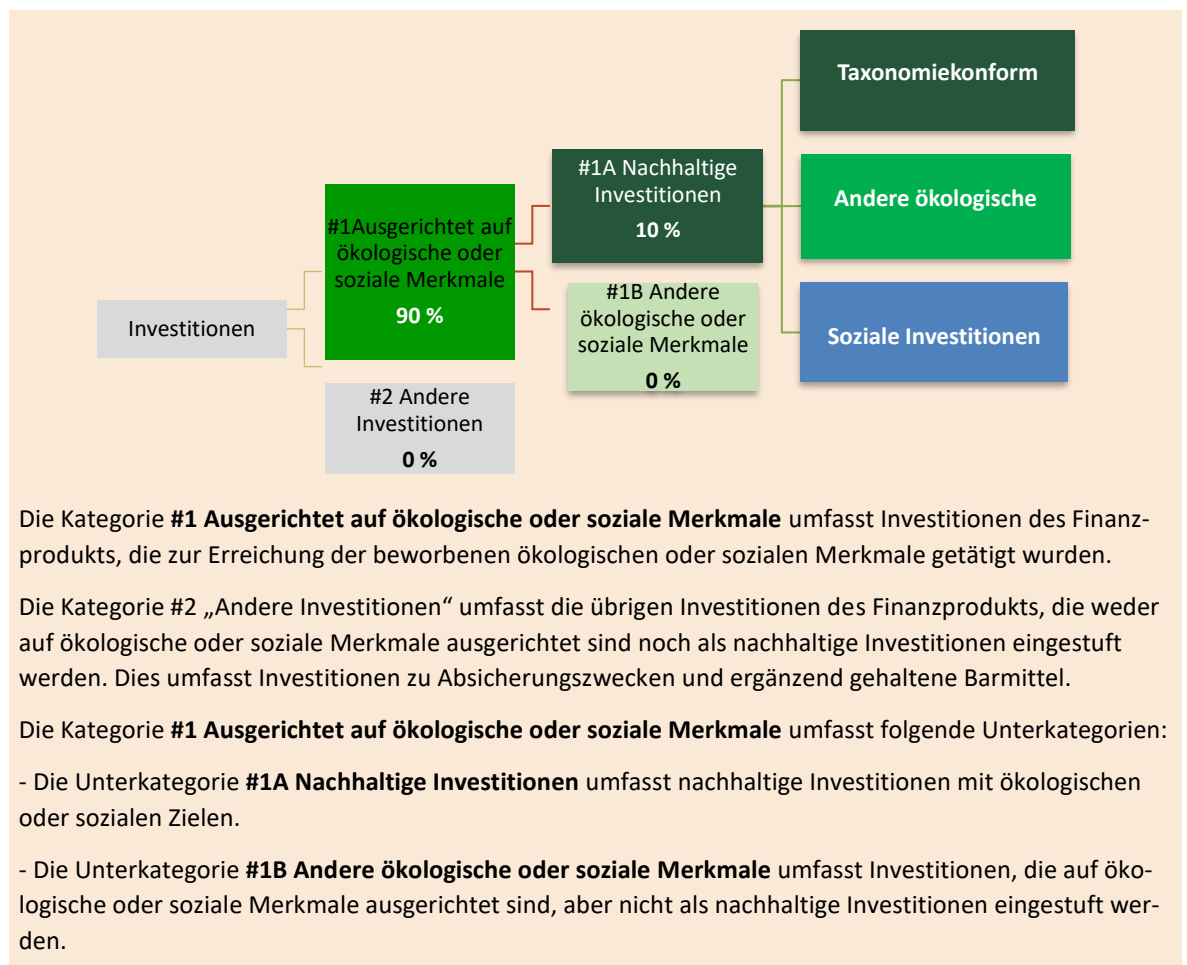 Investitionen
#1Ausgerichtet auf
ökologische oder
soziale Merkmale
90 %
#2 Andere
Investitionen
0 %
#1A Nachhaltige
Investitionen
10 %
#1B Andere
ökologische oder
soziale Merkmale
0 %
Taxonomiekonform
Andere ökologische
Soziale Investitionen
Die Kategorie #1 Ausgerichtet auf ökologische oder soziale Merkmale umfasst Investitionen des Finanz-
produkts, die zur Erreichung der beworbenen ökologischen oder sozialen Merkmale getätigt wurden.
Die Kategorie #2 „Andere Investitionen“ umfasst die übrigen Investitionen des Finanzprodukts, die weder
auf ökologische oder soziale Merkmale ausgerichtet sind noch als nachhaltige Investitionen eingestuft
werden. Dies umfasst Investitionen zu Absicherungszwecken und ergänzend gehaltene Barmittel.
Die Kategorie #1 Ausgerichtet auf ökologische oder soziale Merkmale umfasst folgende Unterkategorien:
- Die Unterkategorie #1A Nachhaltige Investitionen umfasst nachhaltige Investitionen mit ökologischen
oder sozialen Zielen.
- Die Unterkategorie #1B Andere ökologische oder soziale Merkmale umfasst Investitionen, die auf öko-
logische oder soziale Merkmale ausgerichtet sind, aber nicht als nachhaltige Investitionen eingestuft wer-
den.